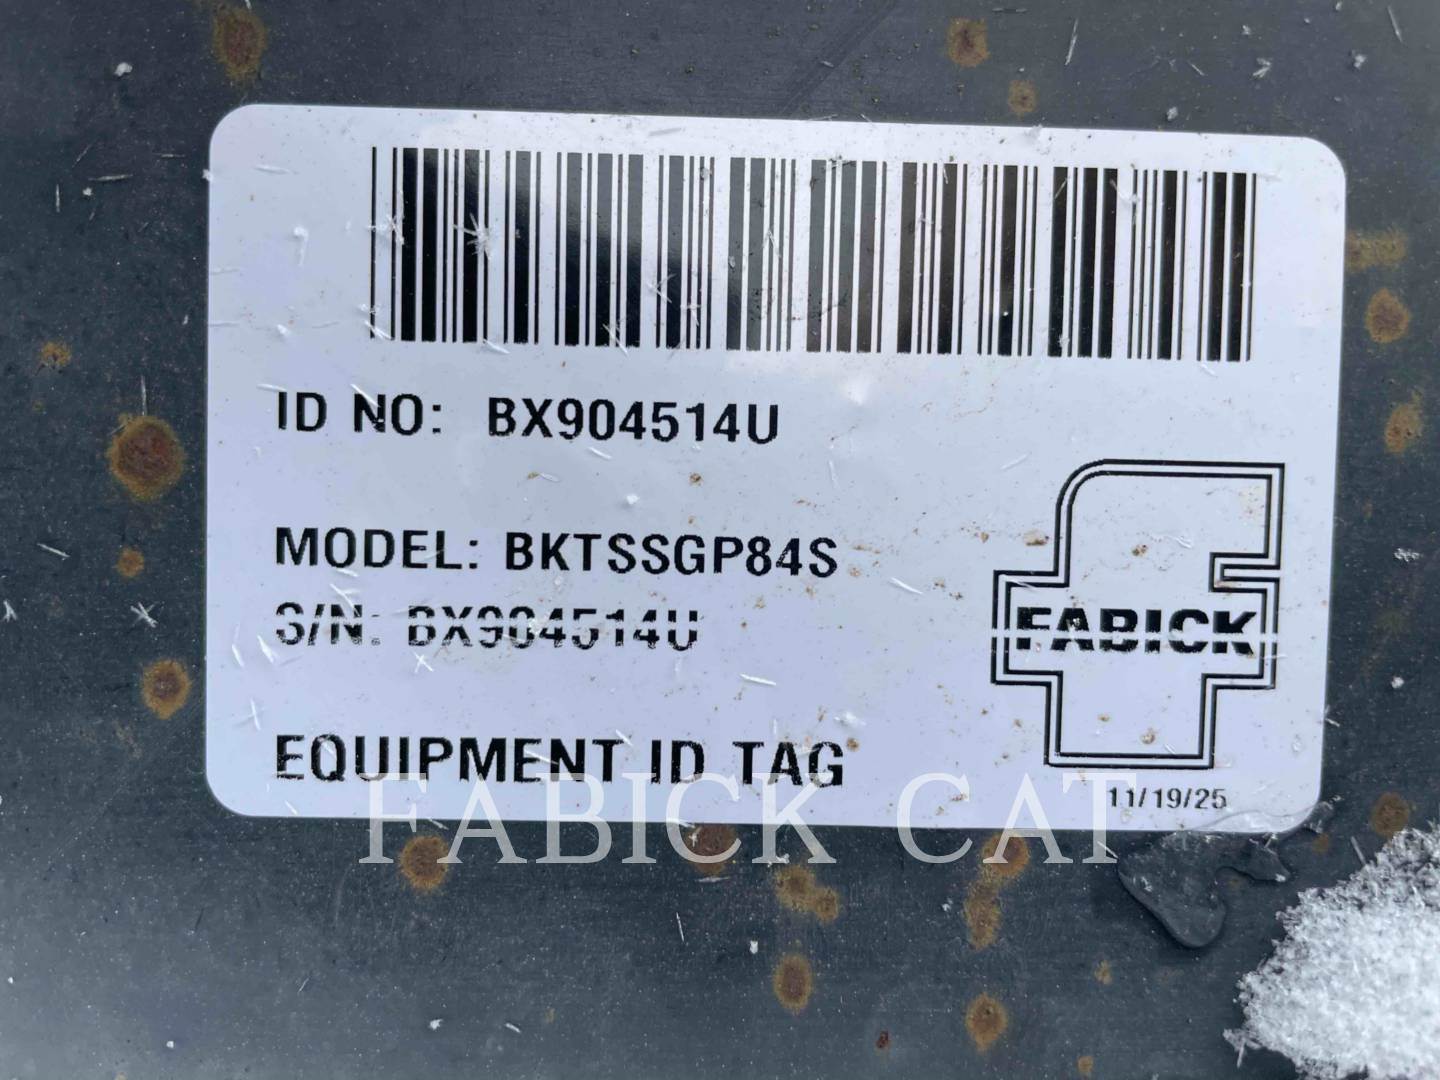 ID NO: BX904514U
MODEL: BKTSSGP84S
S/N: BX904514U
FABICK
EQUIPMENT ID TAG
11/19/25
FABICK CAT